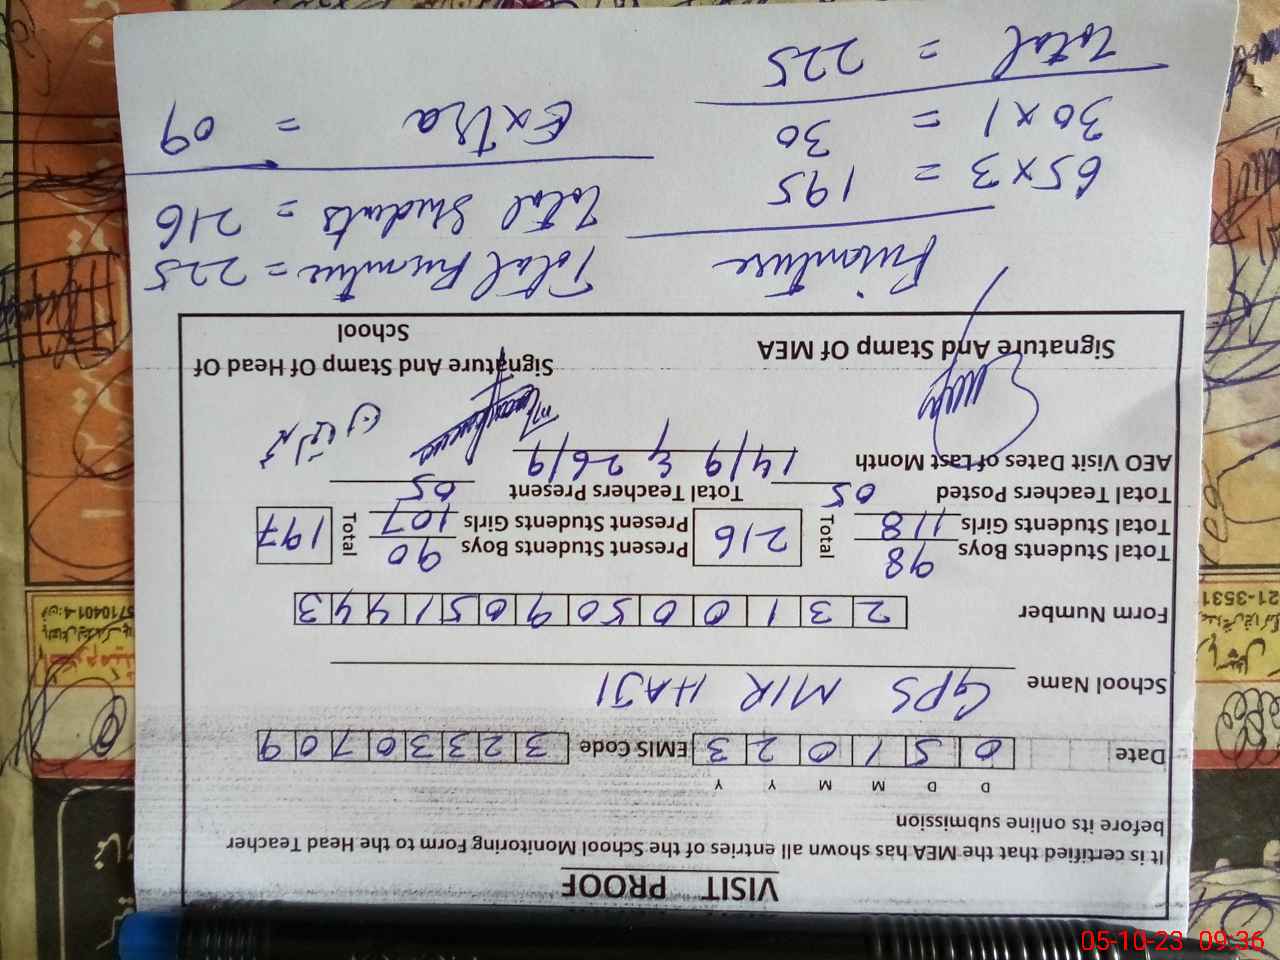 VISIT PROOF
It is certified that the MEA has shown all entries of the School Monitoring Form to the Head Teacher
before its online submission
D D M M Y Y
Date 0 5 1 0 2 3 EMIS Code 3 2 3 3 0 7 0 9
School Name GPS MIR HAJI
Form Number 2 3 1 0 0 5 0 9 0 5 1 4 4 3
Total Students Boys 98 Total 216 Present Students Boys 90 Total 197
Total Students Girls 118 Present Students Girls 107
Total Teachers Posted 05 Total Teachers Present 05
AEO Visit Dates of Last Month 14/9 & 26/9
Signature And Stamp Of MEA Signature And Stamp Of Head Of
School
Furniture Total Furniture = 225
65x3 = 195 Total Students = 216
30x1 = 30 Extra = 09
Total = 225
05-10-23 09:36